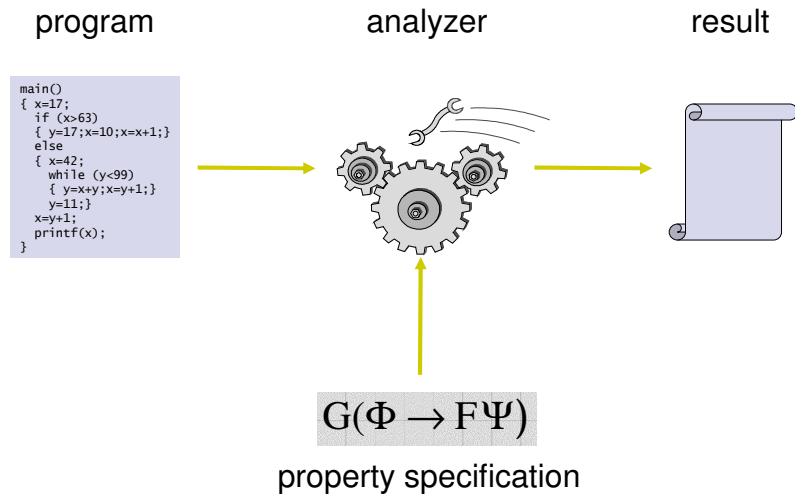 program
analyzer
result
main()
{ x=17;
  if (x>63)
  { y=17;x=10;x=x+1;}
  else
  { x=42;
    while (y<99)
    { y=x+y;x=y+1;}
    y=11;}
  x=y+1;
  printf(x);
}
G(Φ → FΨ)
property specification